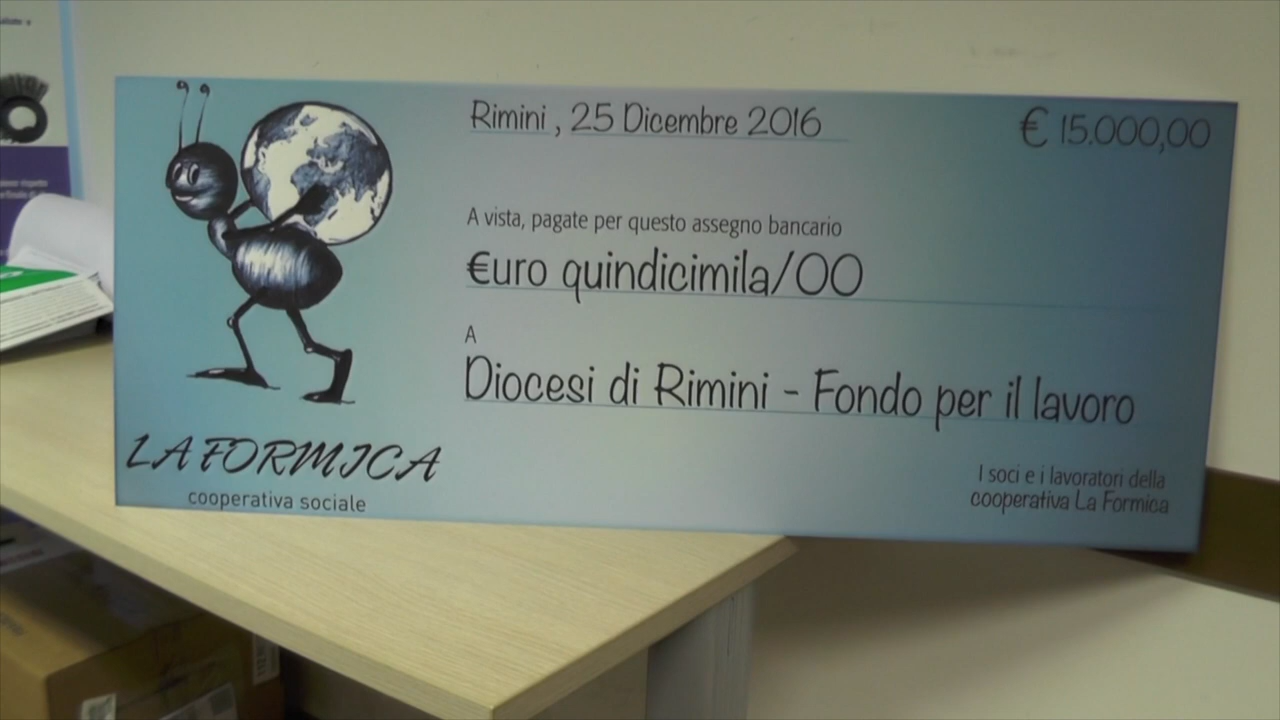 Rimini , 25 Dicembre 2016
€ 15.000,00
A vista, pagate per questo assegno bancario
€uro quindicimila/00
A
Diocesi di Rimini - Fondo per il lavoro
LA FORMICA
cooperativa sociale
I soci e i lavoratori della
cooperativa La Formica